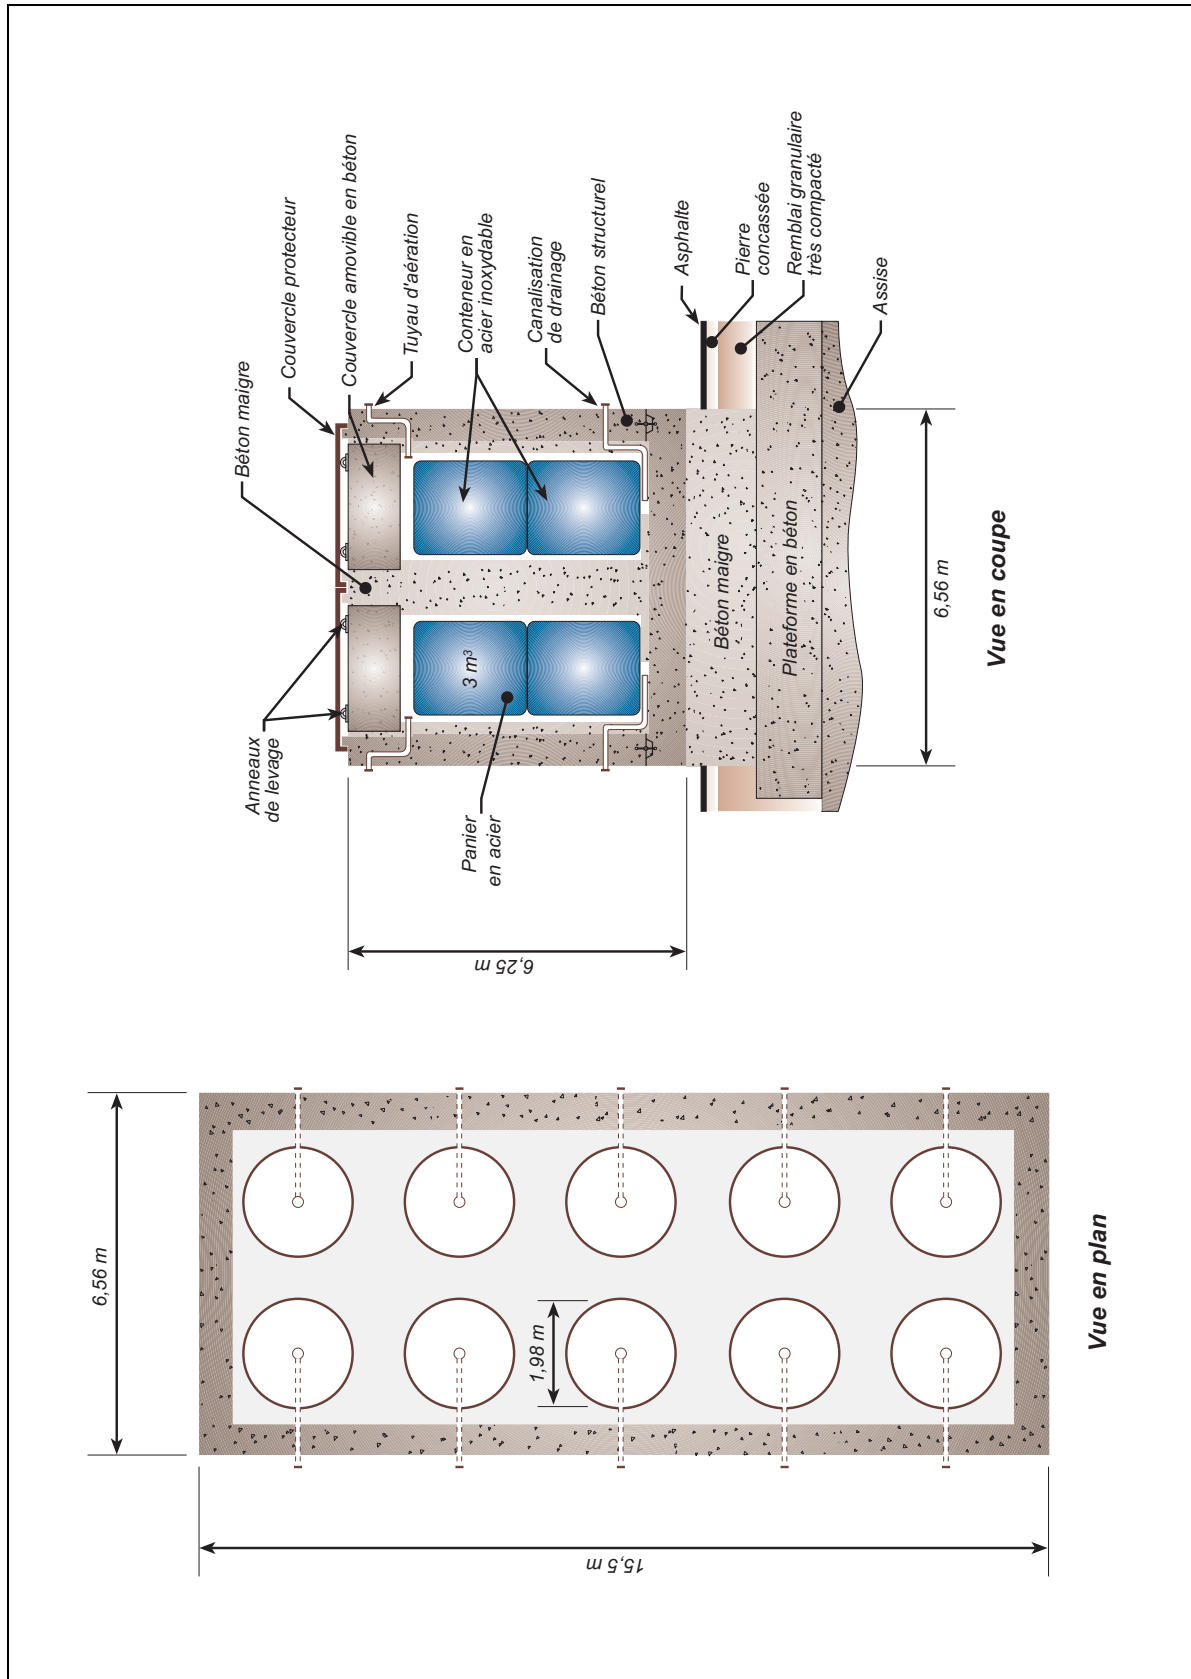 Couvercle protecteur
Couvercle amovible en béton
Béton maigre
Tuyau d'aération
Conteneur en
acier inoxydable
Canalisation
de drainage
Béton structurel
Asphalte
Pierre
concassée
Remblai granulaire
très compacté
Assise
Anneaux
de levage
3 m³
Panier
en acier
Béton maigre
Plateforme en béton
6,56 m
6,25 m
Vue en coupe
6,56 m
1,98 m
15,5 m
Vue en plan